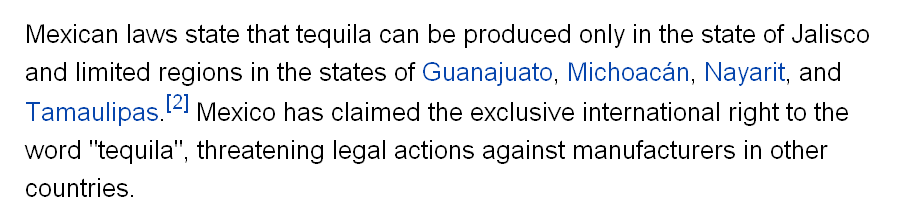 Mexican laws state that tequila can be produced only in the state of Jalisco
and limited regions in the states of Guanajuato, Michoacán, Nayarit, and
Tamaulipas.[2] Mexico has claimed the exclusive international right to the
word "tequila", threatening legal actions against manufacturers in other
countries.